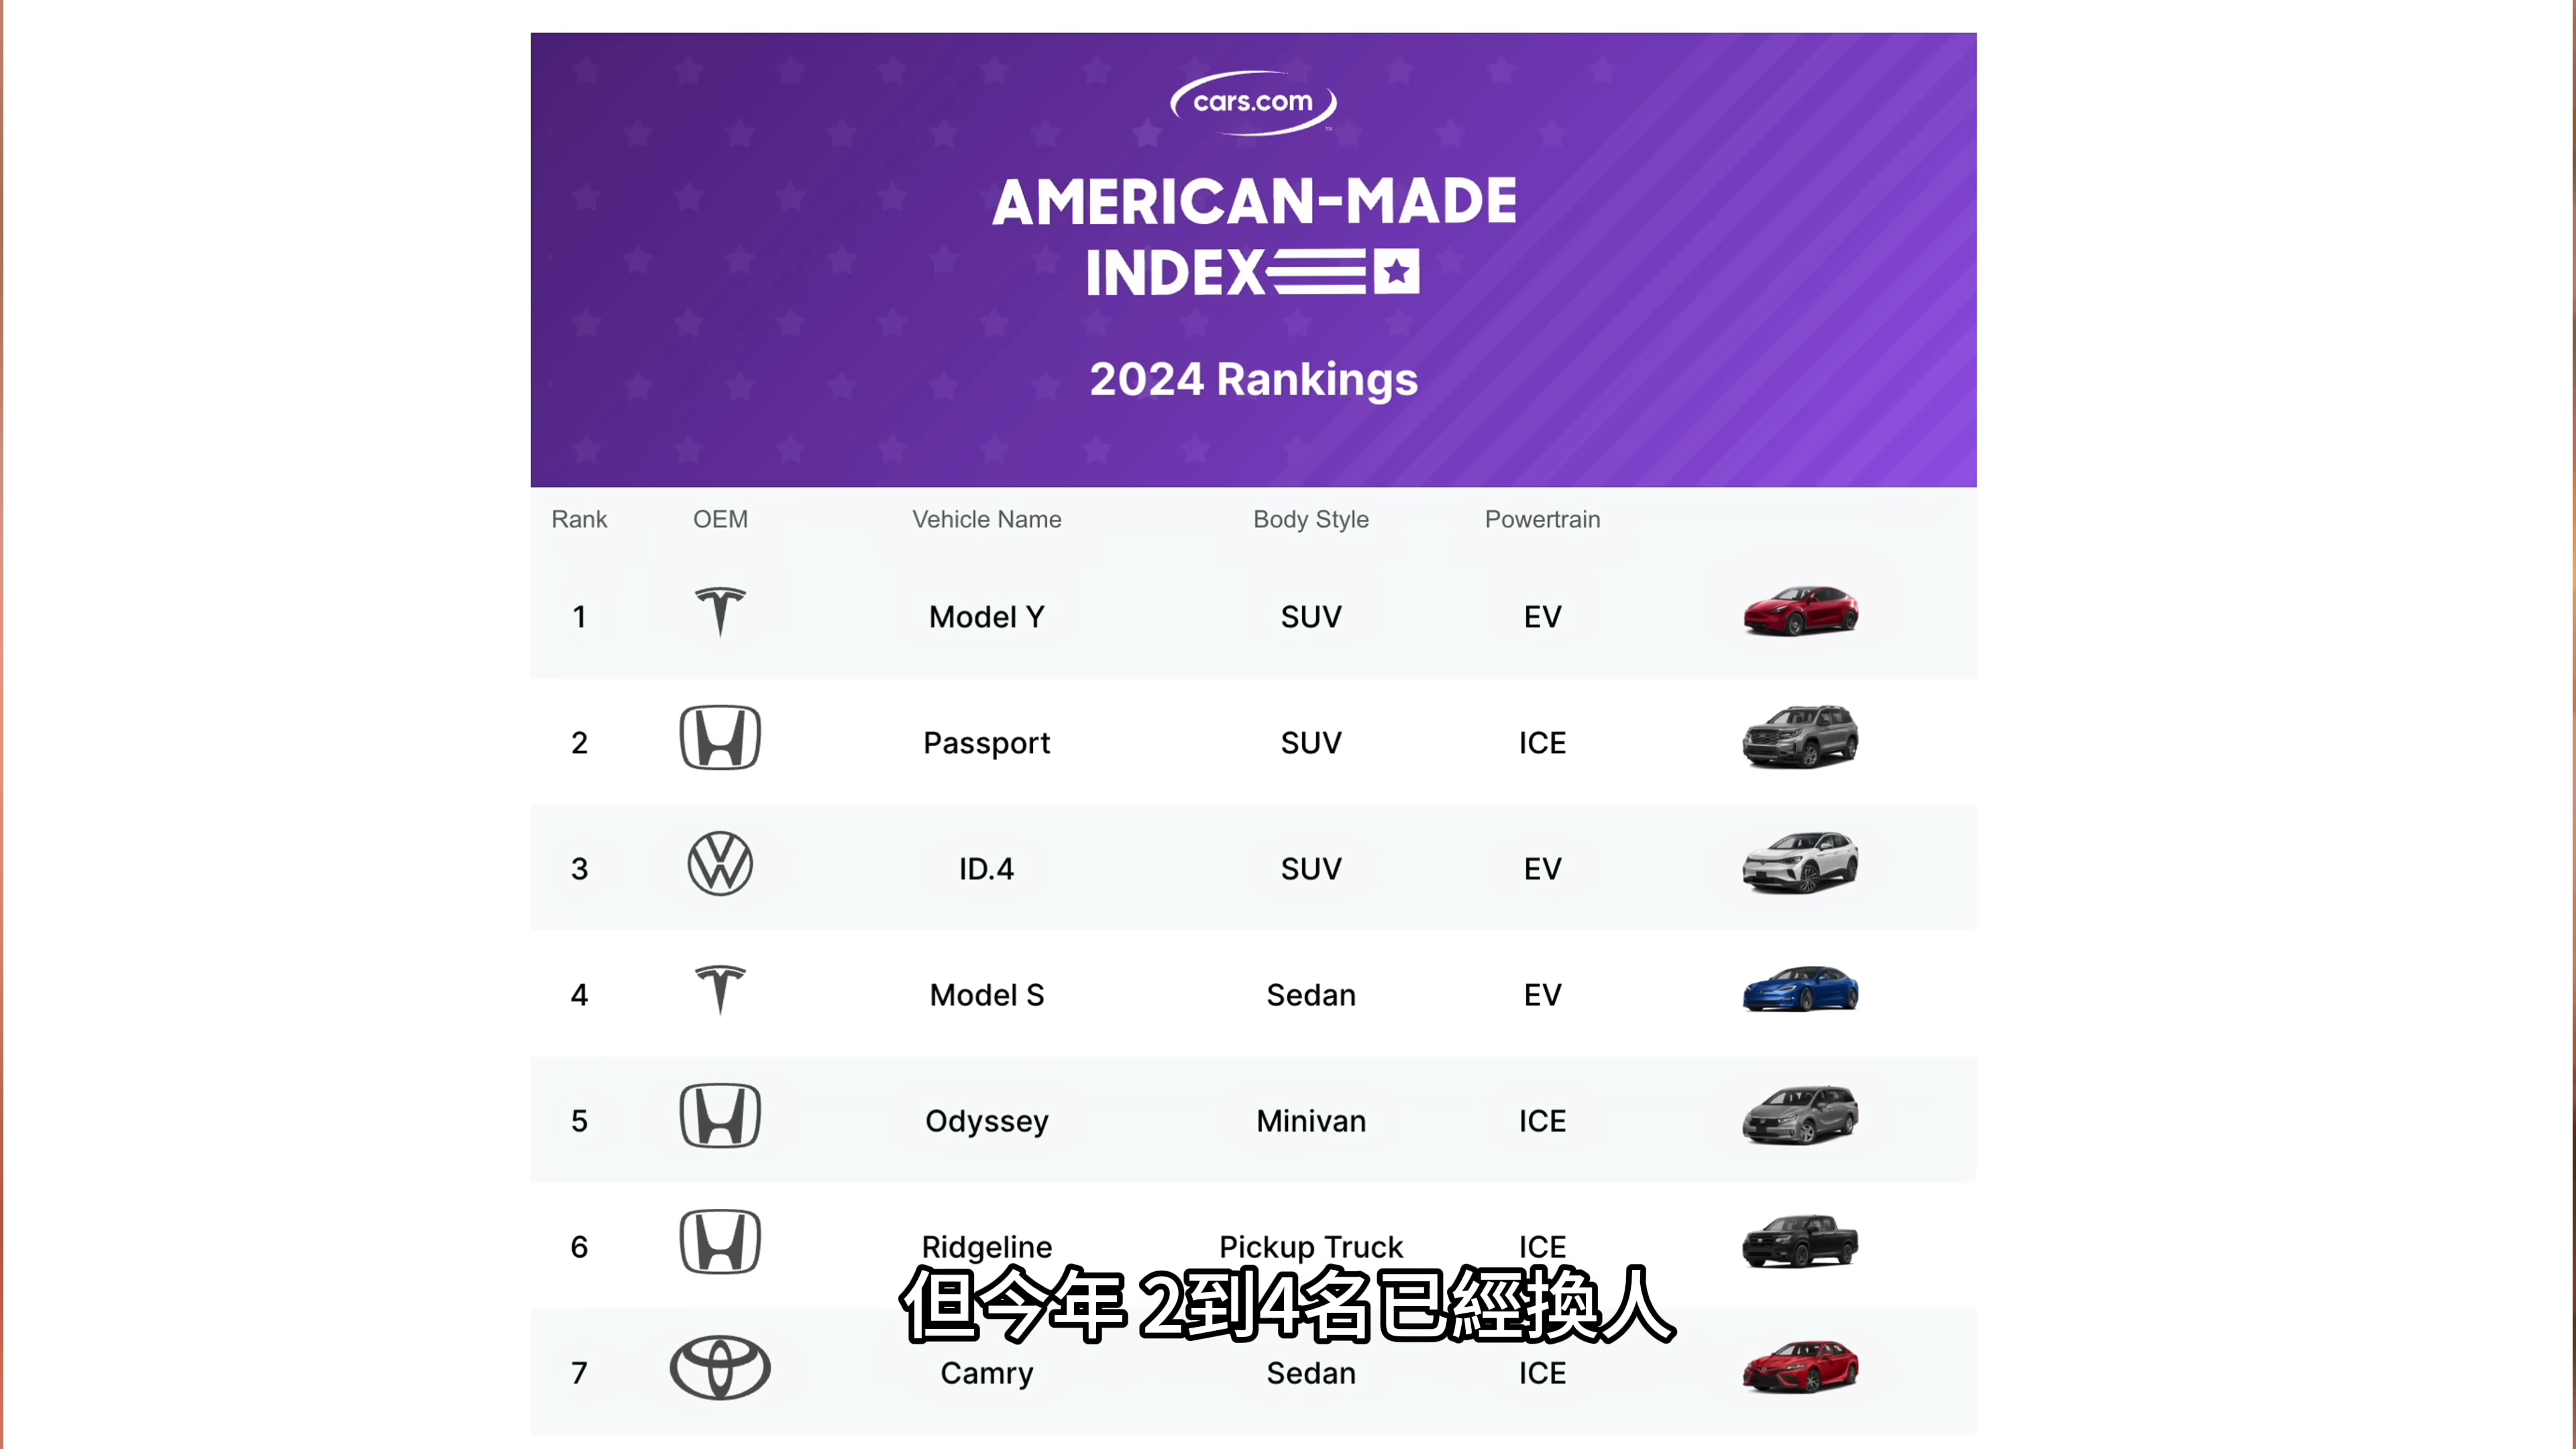 cars.com
AMERICAN-MADE
INDEX
2024 Rankings
Rank OEM Vehicle Name Body Style Powertrain
1 Model Y SUV EV
2 Passport SUV ICE
3 ID.4 SUV EV
4 Model S Sedan EV
5 Odyssey Minivan ICE
6 Ridgeline Pickup Truck ICE
但今年 2到4名已經換人
7 Camry Sedan ICE